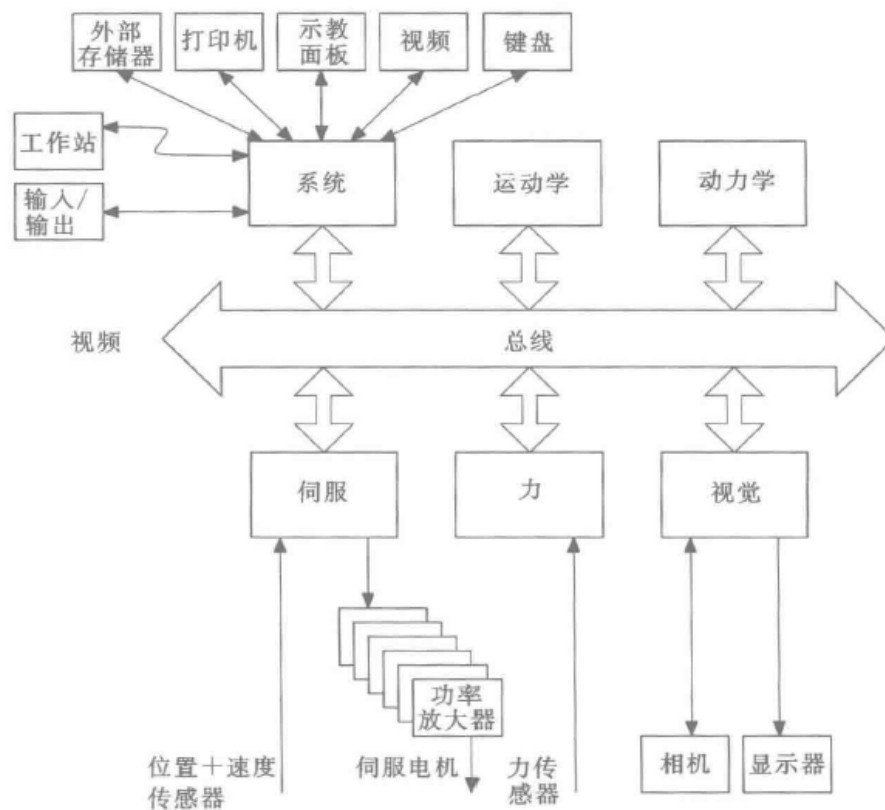 外部
存储器
打印机
示教
面板
视频
键盘
工作站
系统
运动学
动力学
输入/
输出
视频
总线
伺服
力
视觉
功率
放大器
位置＋速度
传感器
伺服电机
力传
感器
相机
显示器